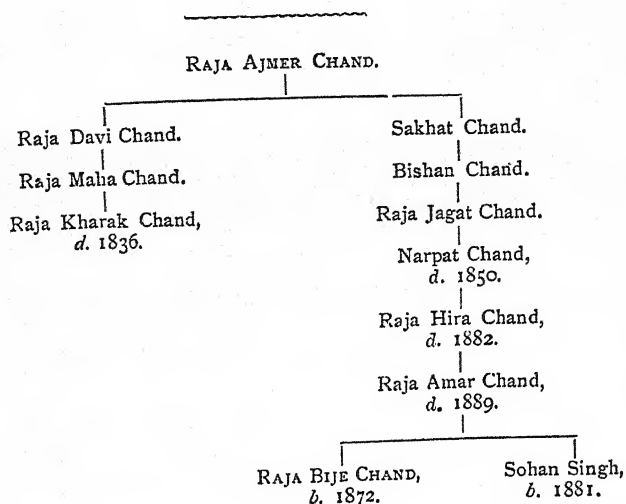 RAJA AJMER CHAND.
Raja Davi Chand.
Raja Maha Chand.
Raja Kharak Chand,
d. 1836.
Sakhat Chand.
Bishan Chand.
Raja Jagat Chand.
Narpat Chand,
d. 1850.
Raja Hira Chand,
d. 1882.
Raja Amar Chand,
d. 1889.
RAJA BIJE CHAND,
b. 1872.
Sohan Singh,
b. 1881.